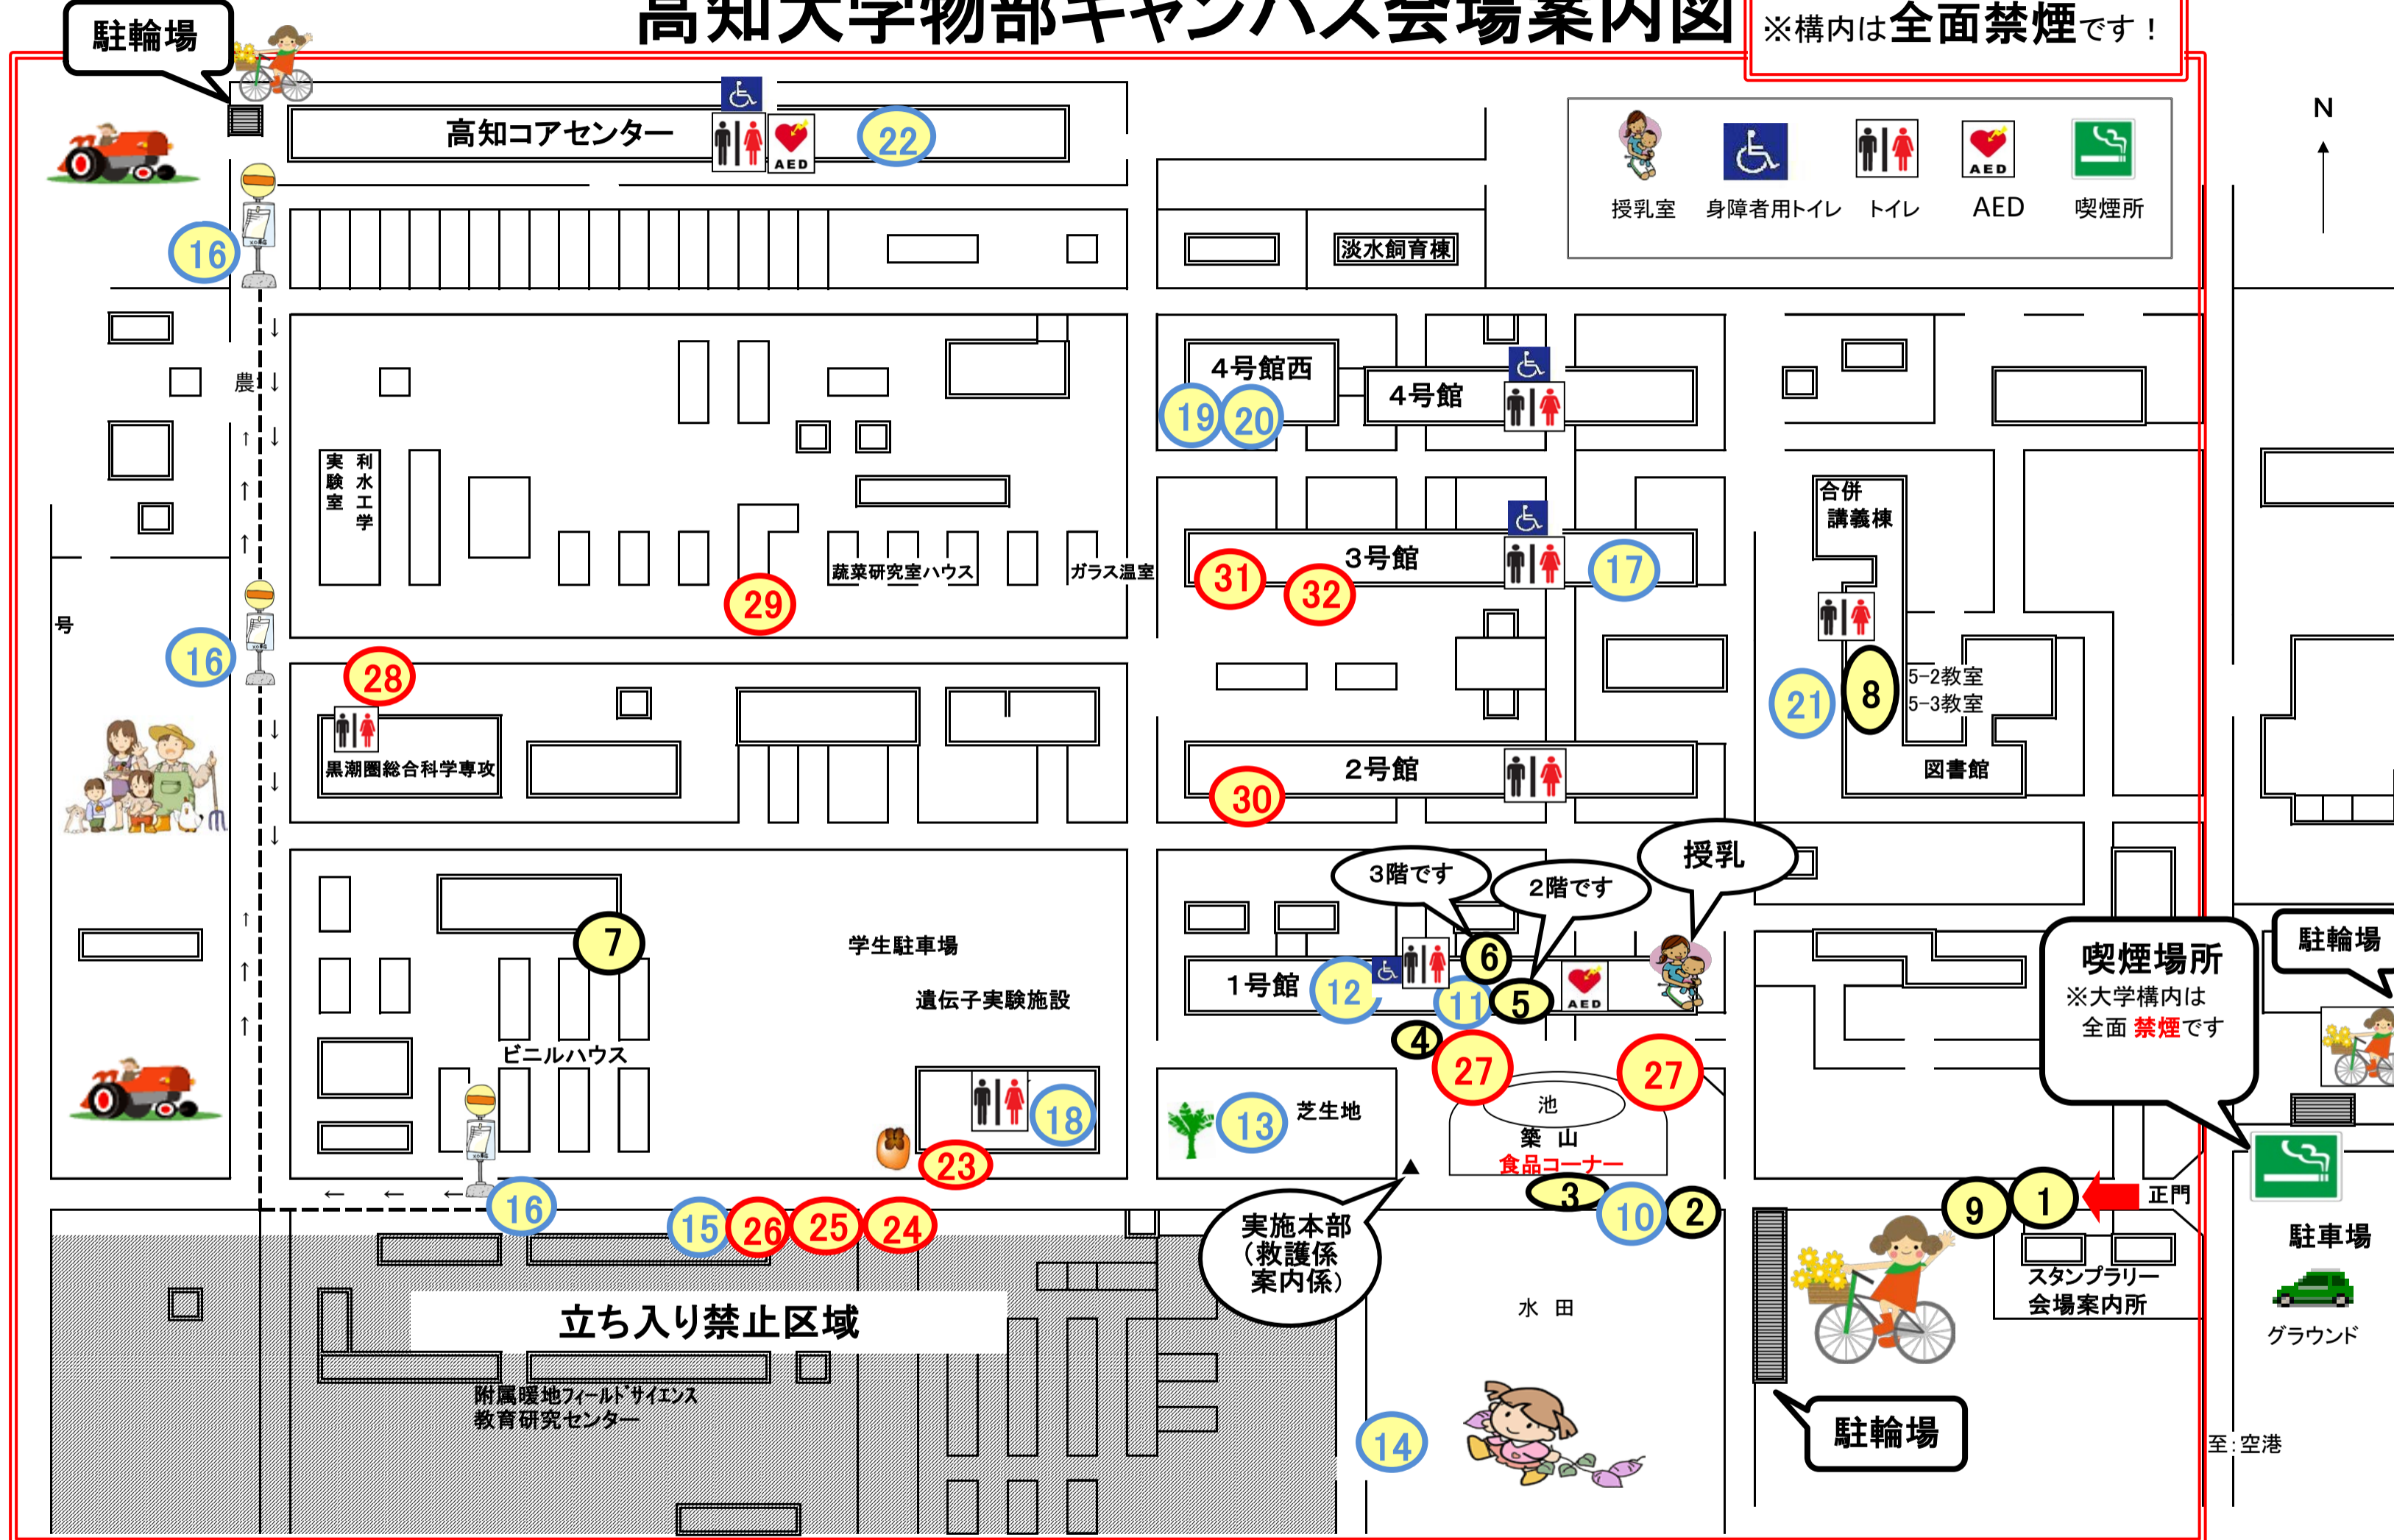 高知大学物部キャンパス会場案内図
※構内は全面禁煙です！
駐輪場
高知コアセンター
AED
22
授乳室
身障者用トイレ
トイレ
AED
AED
喫煙所
N
16
淡水飼育棟
農
↓
↓
↑ ↓
↑
↑
4号館西
4号館
19
20
実験室
利水工学
合併
講義棟
蔬菜研究室ハウス
ガラス温室
29
3号館
31
32
17
号
16
28
黒潮圏総合科学専攻
↓
↓
↓
21
8
5-2教室
5-3教室
図書館
2号館
30
3階です
2階です
授乳
↑
↑
↑
7
学生駐車場
遺伝子実験施設
ビニルハウス
1号館
12
11
6
5
AED
4
27
27
喫煙場所
※大学構内は
全面 禁煙です
駐輪場
18
23
13
芝生地
池
築 山
食品コーナー
▲
3
10
2
9
1
正門
← ← ←
16
15
26
25
24
実施本部
（救護係
案内係）
スタンプラリー
会場案内所
駐車場
グラウンド
立ち入り禁止区域
水 田
附属暖地フィールドサイエンス
教育研究センター
14
駐輪場
至：空港